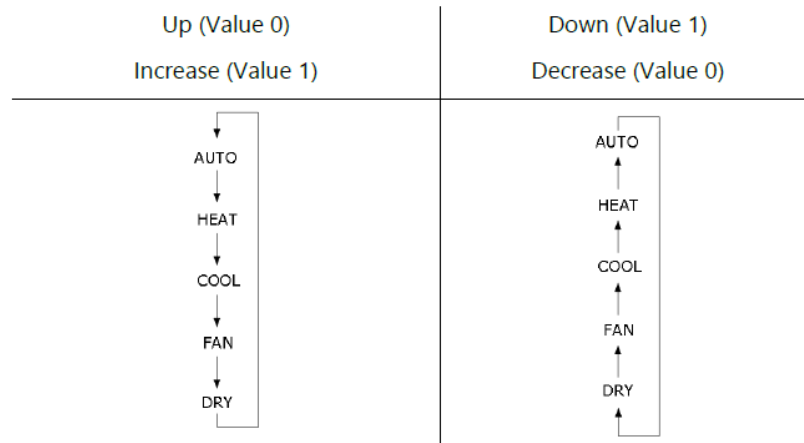 Up (Value 0)
Increase (Value 1)
Down (Value 1)
Decrease (Value 0)
AUTO
HEAT
COOL
FAN
DRY
AUTO
HEAT
COOL
FAN
DRY